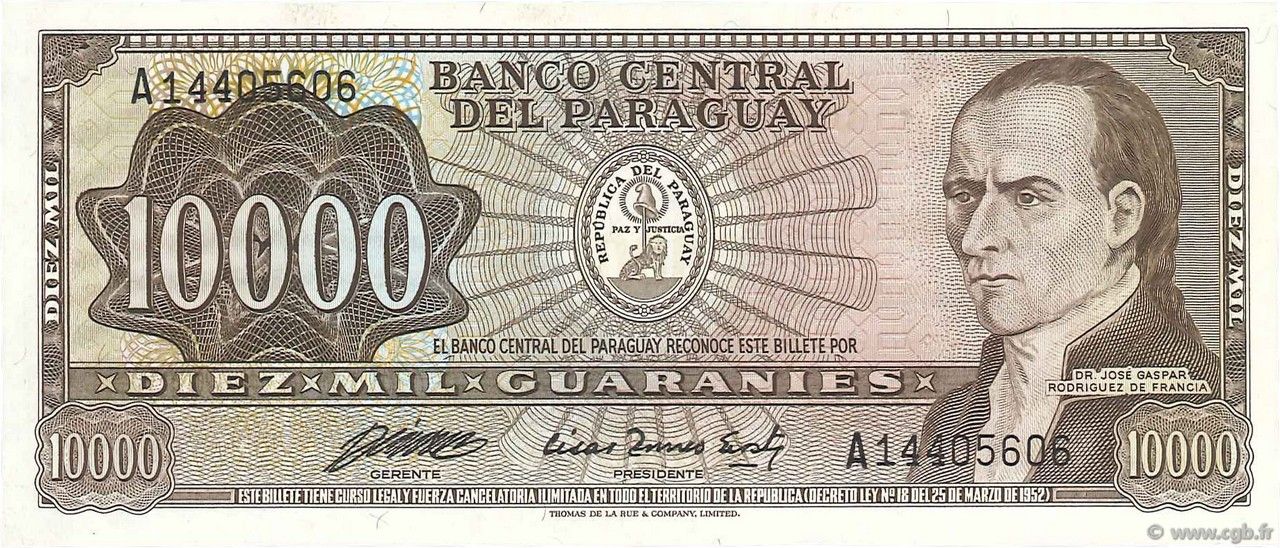 BANCO CENTRAL
DEL PARAGUAY
A14405606
10000
REPUBLICA DEL PARAGUAY
PAZ Y JUSTICIA
DIEZ MIL
DIEZ MIL
EL BANCO CENTRAL DEL PARAGUAY RECONOCE ESTE BILLETE POR
DIEZ MIL GUARANIES
DR. JOSÉ GASPAR
RODRIGUEZ DE FRANCIA
10000
GERENTE
PRESIDENTE
A14405606
10000
ESTE BILLETE TIENE CURSO LEGAL Y FUERZA CANCELATORIA ILIMITADA EN TODO EL TERRITORIO DE LA REPUBLICA (DECRETO LEY Nº 18 DEL 25 DE MARZO DE 1952)
THOMAS DE LA RUE & COMPANY, LIMITED.
© www.cgb.fr